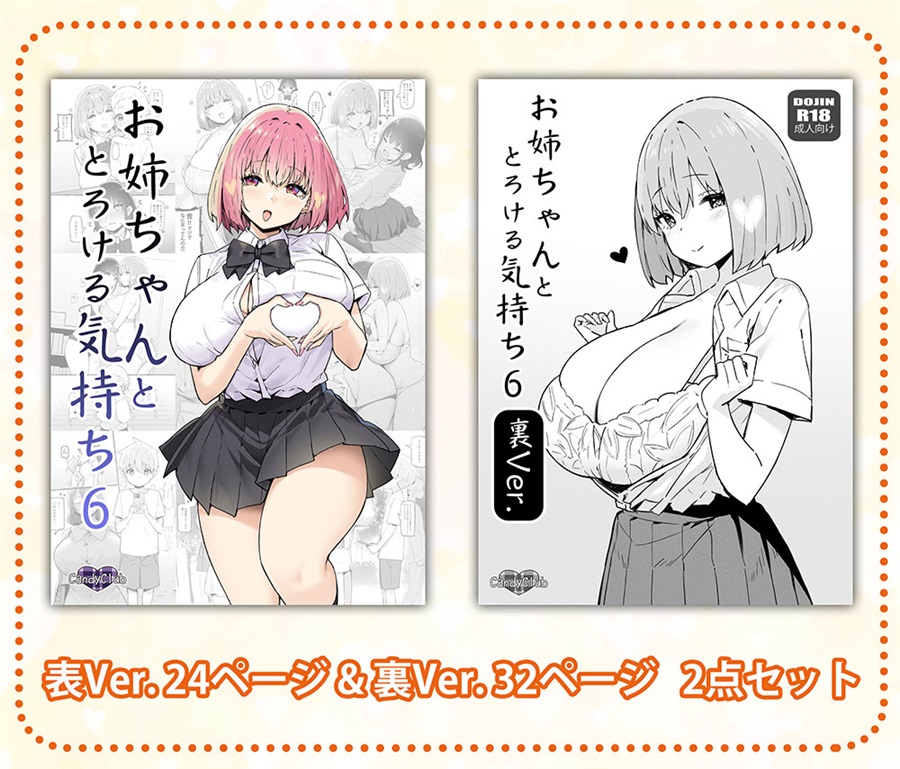 お姉ちゃんと
とろける気持ち6
CandyClub
DOJIN
R18
成人向け
お姉ちゃんと
とろける気持ち6
裏Ver.
CandyClub
表Ver. 24ページ & 裏Ver. 32ページ 2点セット